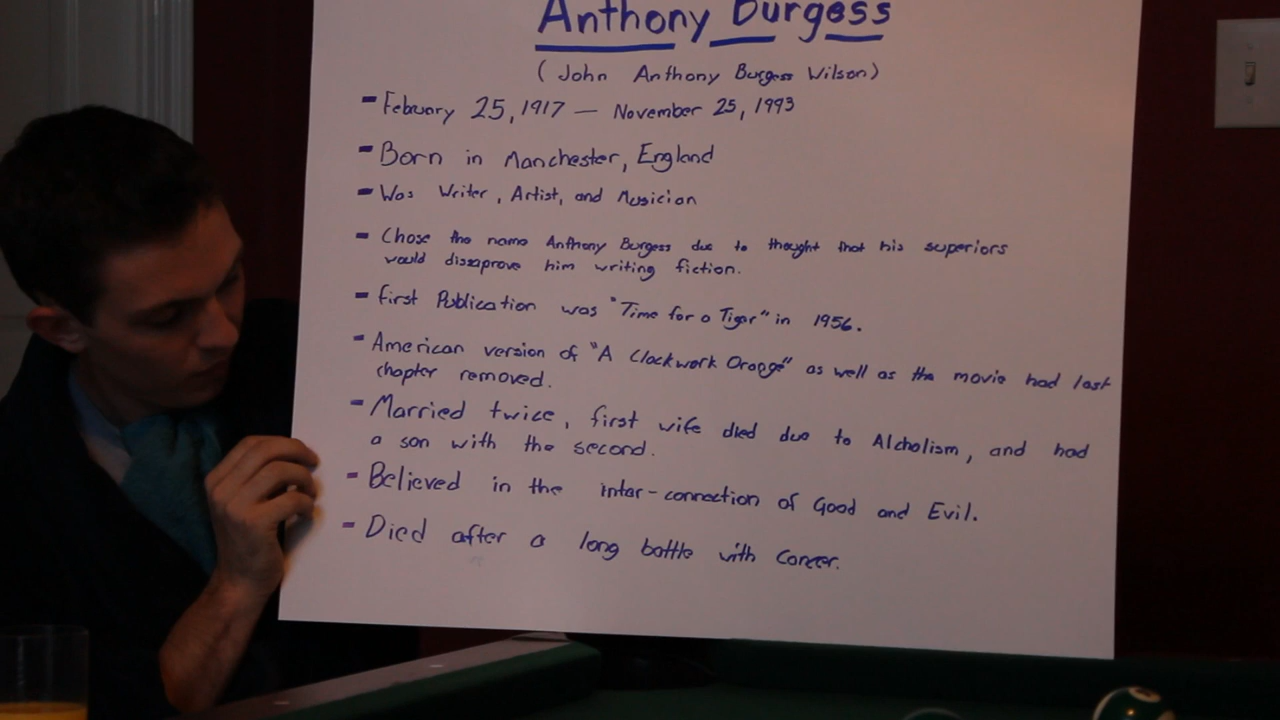 Anthony Burgess
(John Anthony Burgess Wilson)
- Febuary 25, 1917 — November 25, 1993
- Born in Manchester, England
- Was Writer, Artist, and Musician
- Chose the name Anthony Burgess due to thought that his superiors
would dissaprove him writing fiction.
- First Publication was "Time for a Tiger" in 1956.
- American version of "A Clockwork Orange" as well as the movie had last
chapter removed.
- Married twice, first wife died due to Alcholism, and had
a son with the second.
- Believed in the inter-connection of Good and Evil.
- Died after a long battle with Cancer.